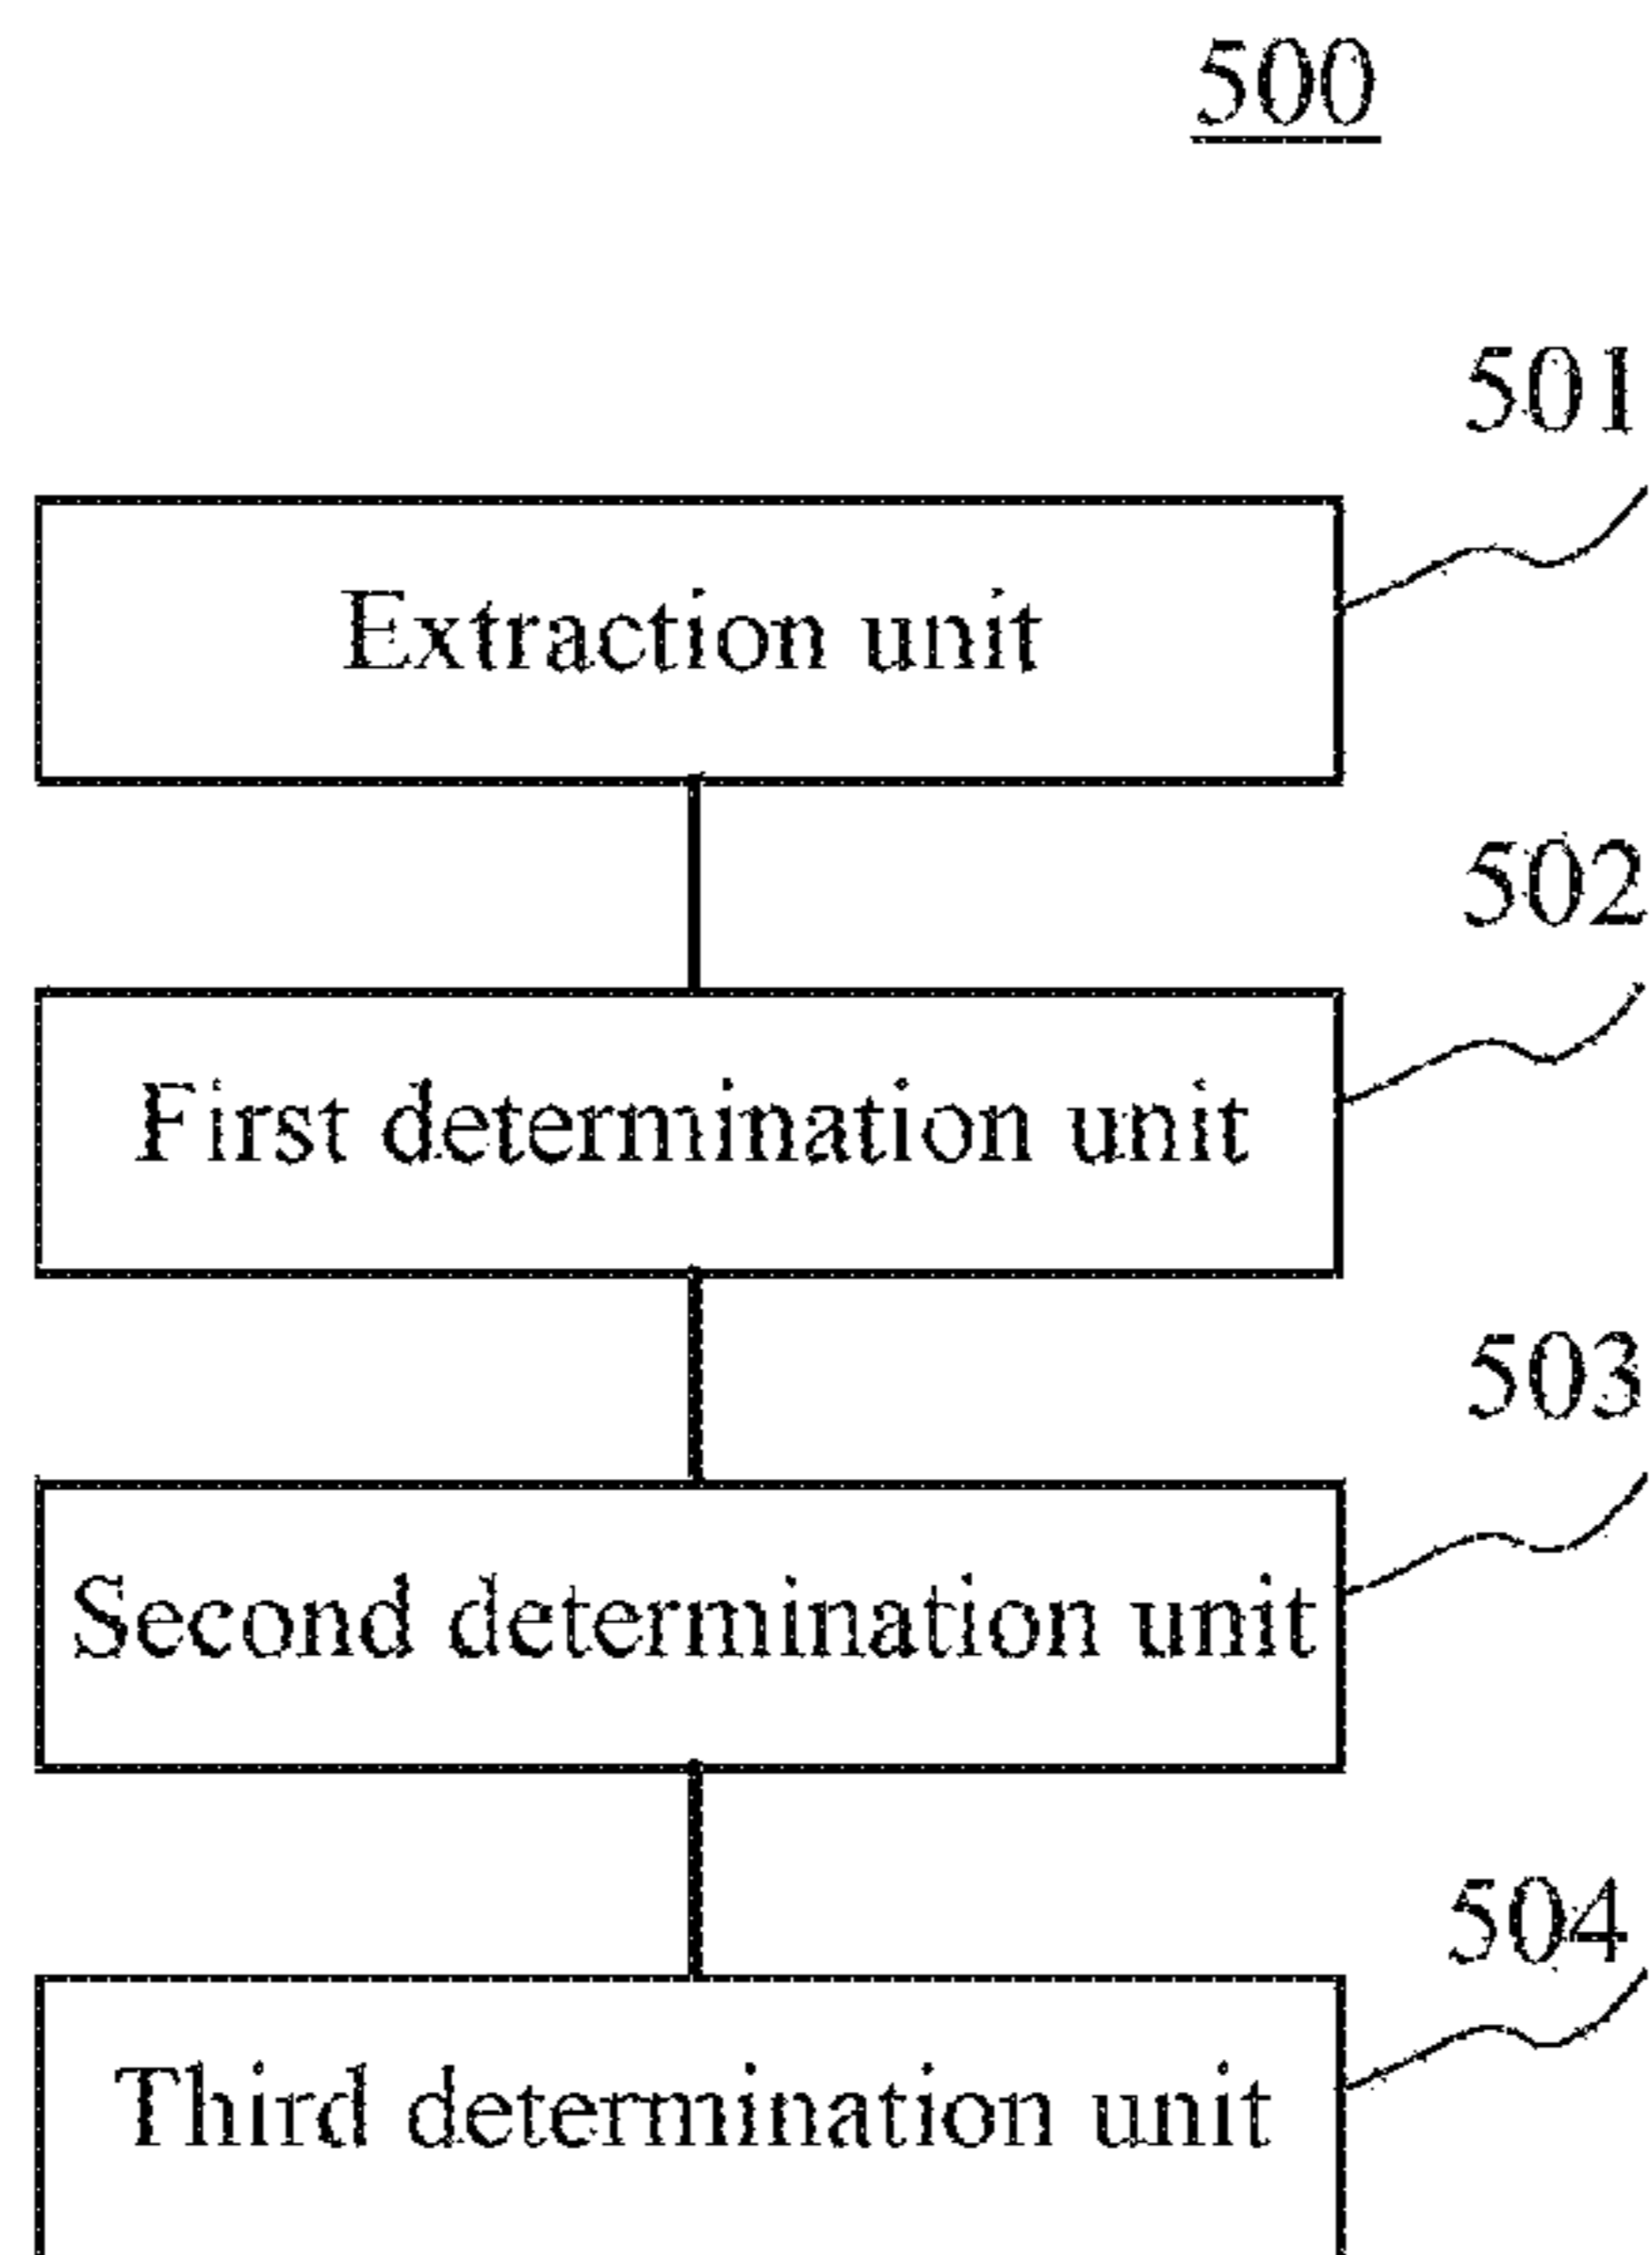 500
501
Extraction unit
502
First determination unit
503
Second determination unit
504
Third determination unit